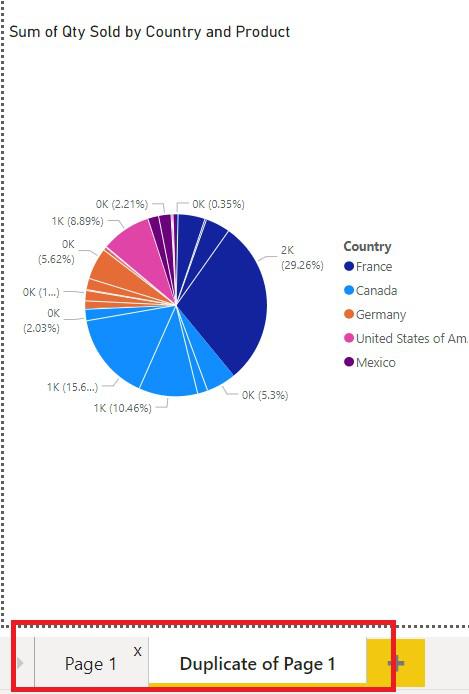 Sum of Qty Sold by Country and Product
0K (2.21%)
0K (0.35%)
1K (8.89%)
0K
(5.62%)
2K
(29.26%)
0K (1...)
0K
(2.03%)
1K (15.6...)
1K (10.46%)
0K (5.3%)
Country
France
Canada
Germany
United States of Am.
Mexico
Page 1
x
Duplicate of Page 1
+